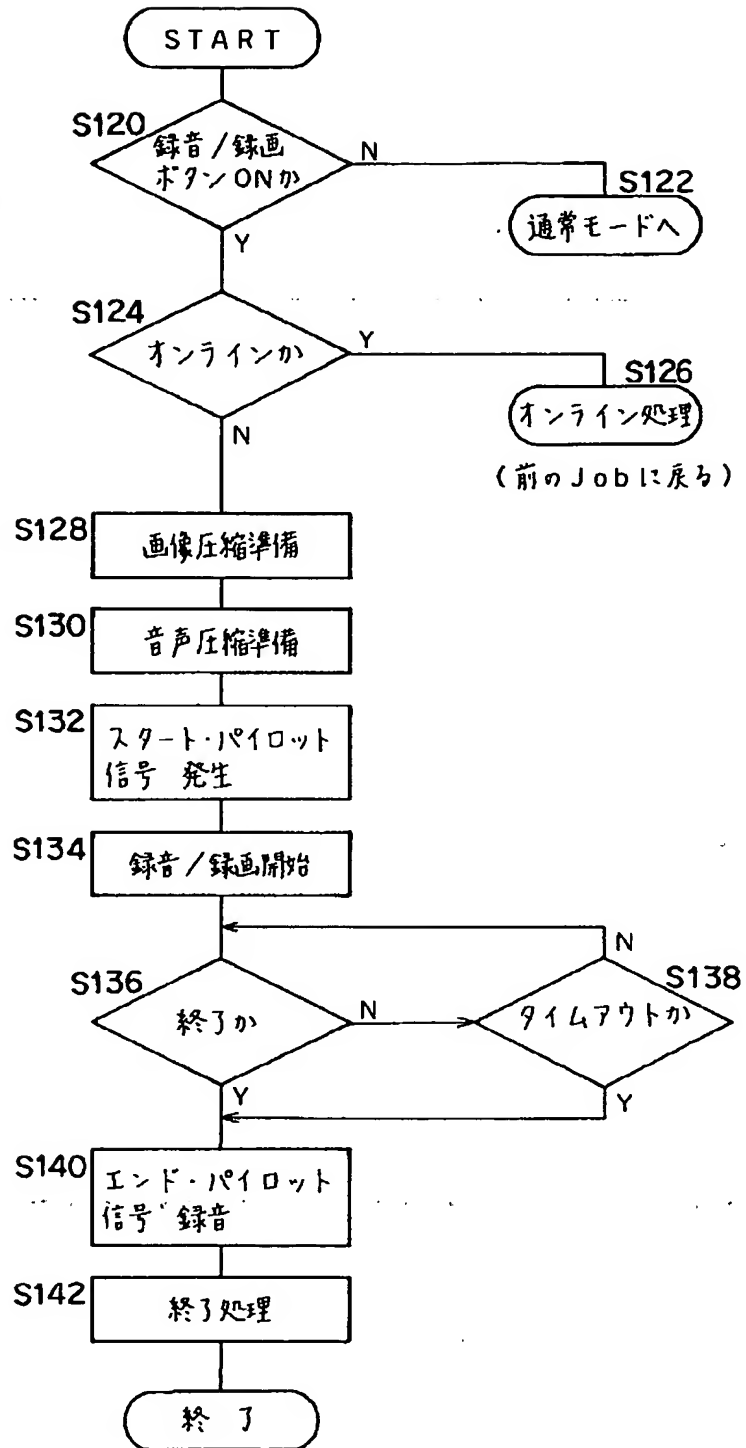 START
S120
録音/録画
ボタンONか
N
S122
通常モードへ
Y
S124
オンラインか
Y
S126
オンライン処理
(前のJobに戻る)
N
S128
画像圧縮準備
S130
音声圧縮準備
S132
スタート・パイロット
信号 発生
S134
録音/録画開始
N
S136
終了か
N
S138
タイムアウトか
Y
Y
S140
エンド・パイロット
信号 録音
S142
終了処理
終了